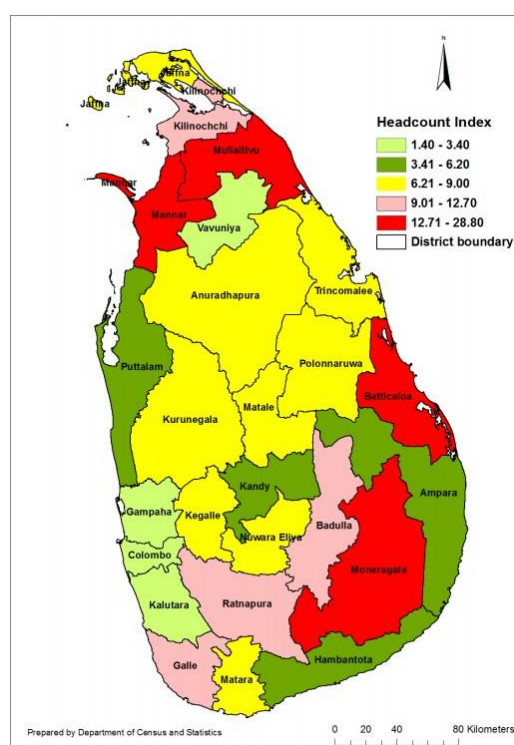 N
Jaffna
Jaffna
Jaffna
Kilinochchi
Kilinochchi
Mullaitivu
Mannar
Mannar
Vavuniya
Headcount Index
1.40 - 3.40
3.41 - 6.20
6.21 - 9.00
9.01 - 12.70
12.71 - 28.80
District boundary
Anuradhapura
Trincomalee
Puttalam
Polonnaruwa
Batticaloa
Kurunegala
Matale
Kandy
Ampara
Gampaha
Kegalle
Badulla
Nuwara Eliya
Colombo
Moneragala
Kalutara
Ratnapura
Galle
Hambantota
Matara
Prepared by Department of Census and Statistics
0 20 40 80 Kilometers